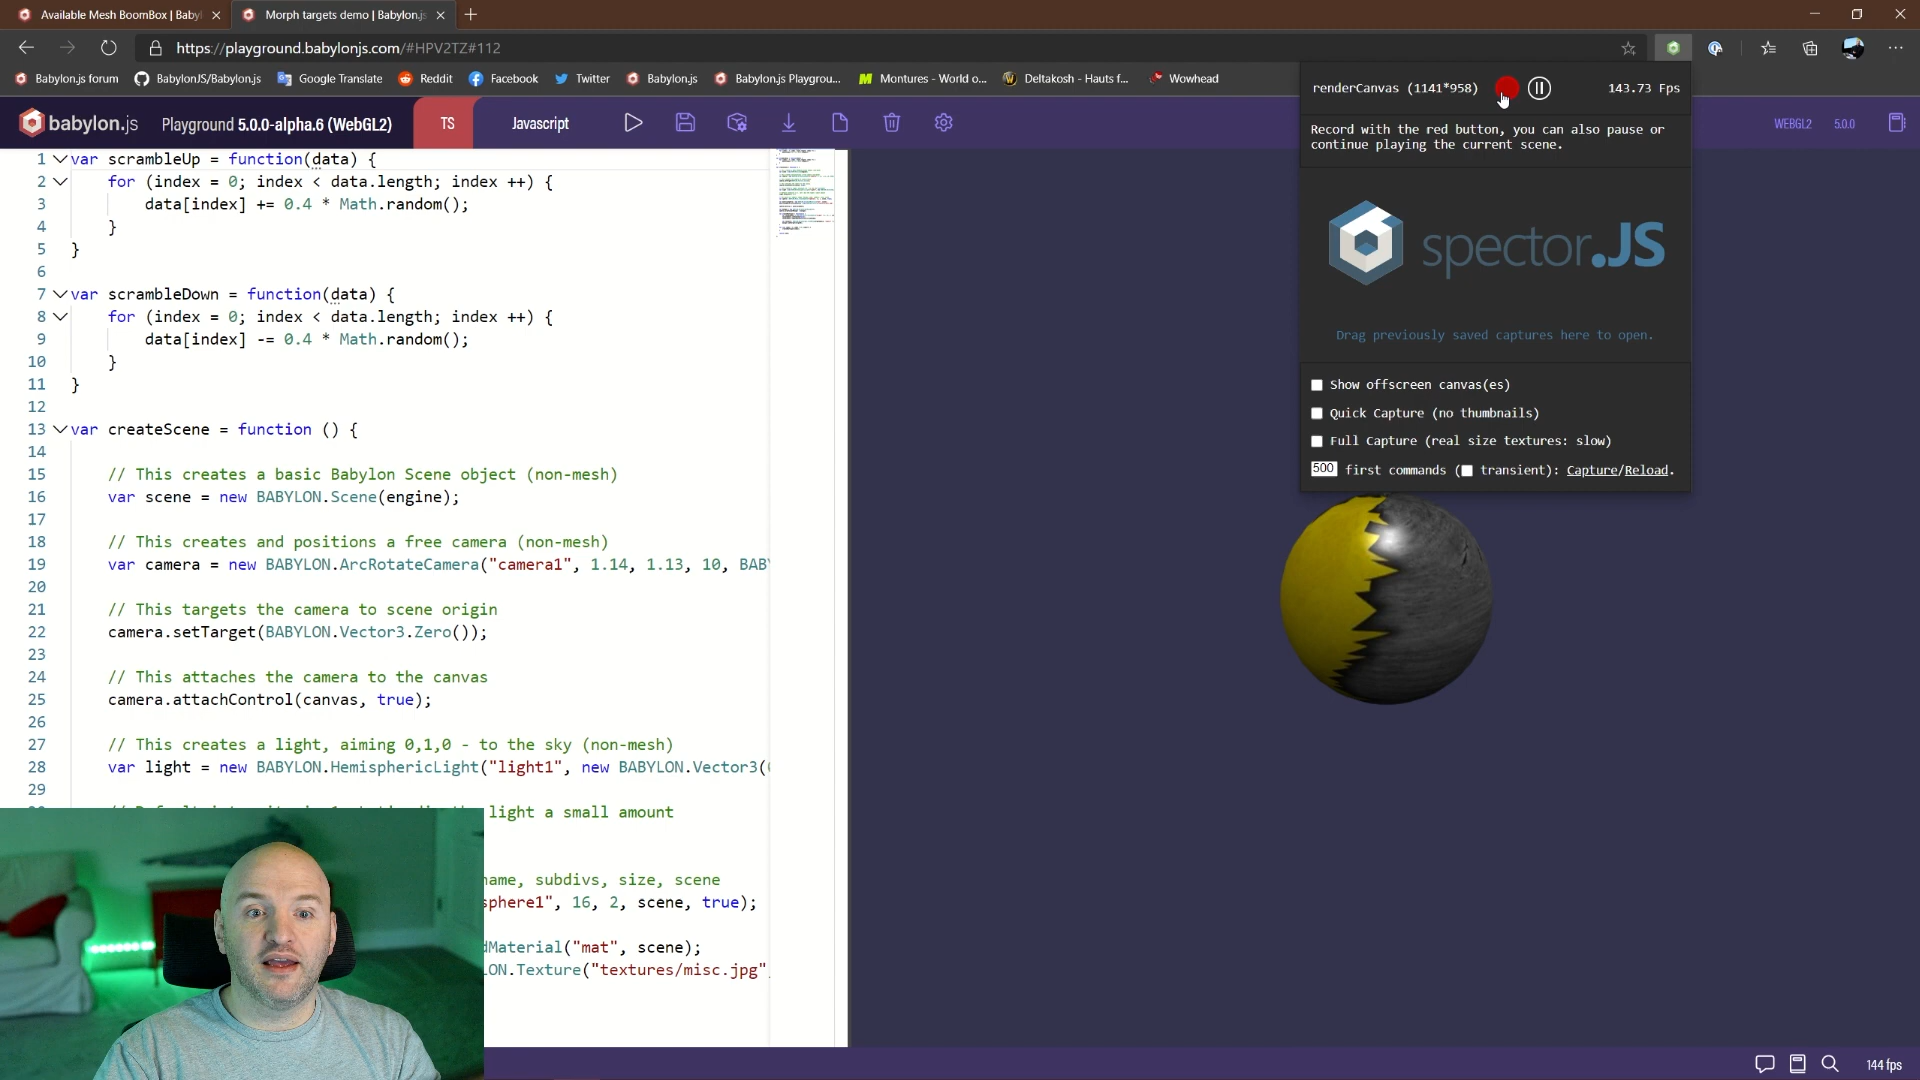 Available Mesh BoomBox | Baby
Morph targets demo | Babylon.js
https://playground.babylonjs.com/#HPV2TZ#112
Babylon.js forum
BabylonJS/Babylon.js
Google Translate
Reddit
Facebook
Twitter
Babylon.js
Babylon.js Playgrou...
Montures - World o...
Deltakosh - Hauts f...
Wowhead
babylon.js
Playground 5.0.0-alpha.6 (WebGL2)
TS
Javascript
WEBGL2
5.0.0
renderCanvas (1141*958)
143.73 Fps
Record with the red button, you can also pause or
continue playing the current scene.
spector.JS
Drag previously saved captures here to open.
Show offscreen canvas(es)
Quick Capture (no thumbnails)
Full Capture (real size textures: slow)
500 first commands ( transient): Capture/Reload.
1 var scrambleUp = function(data) {
2 for (index = 0; index < data.length; index ++) {
3 data[index] += 0.4 * Math.random();
4 }
5 }
6
7 var scrambleDown = function(data) {
8 for (index = 0; index < data.length; index ++) {
9 data[index] -= 0.4 * Math.random();
10 }
11 }
12
13 var createScene = function () {
14
15 // This creates a basic Babylon Scene object (non-mesh)
16 var scene = new BABYLON.Scene(engine);
17
18 // This creates and positions a free camera (non-mesh)
19 var camera = new BABYLON.ArcRotateCamera("camera1", 1.14, 1.13, 10, BABY
20
21 // This targets the camera to scene origin
22 camera.setTarget(BABYLON.Vector3.Zero());
23
24 // This attaches the camera to the canvas
25 camera.attachControl(canvas, true);
26
27 // This creates a light, aiming 0,1,0 - to the sky (non-mesh)
28 var light = new BABYLON.HemisphericLight("light1", new BABYLON.Vector3(
29
light a small amount
name, subdivs, size, scene
sphere1", 16, 2, scene, true);
dMaterial("mat", scene);
ON.Texture("textures/misc.jpg"
144 fps